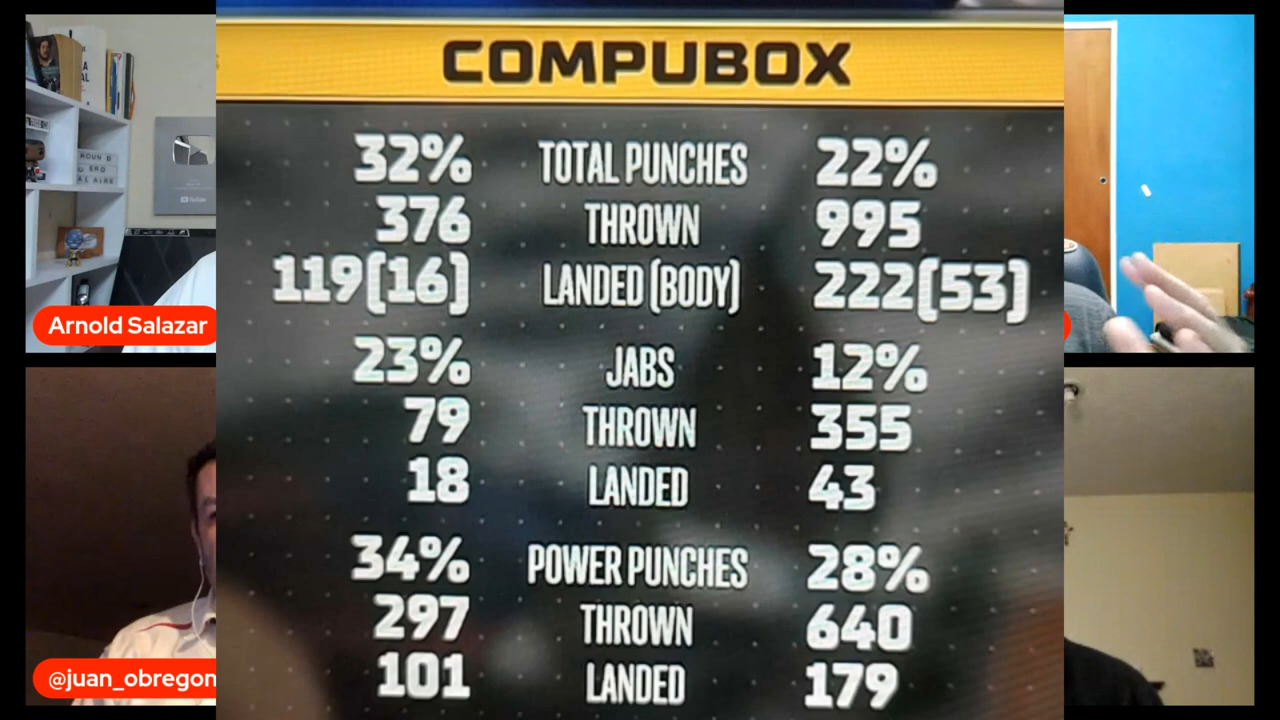 COMPUBOX
32% TOTAL PUNCHES 22%
376 THROWN 995
119(16) LANDED (BODY) 222(53)
23% JABS 12%
79 THROWN 355
18 LANDED 43
34% POWER PUNCHES 28%
297 THROWN 640
101 LANDED 179
Arnold Salazar
@juan_obregon
YouTube